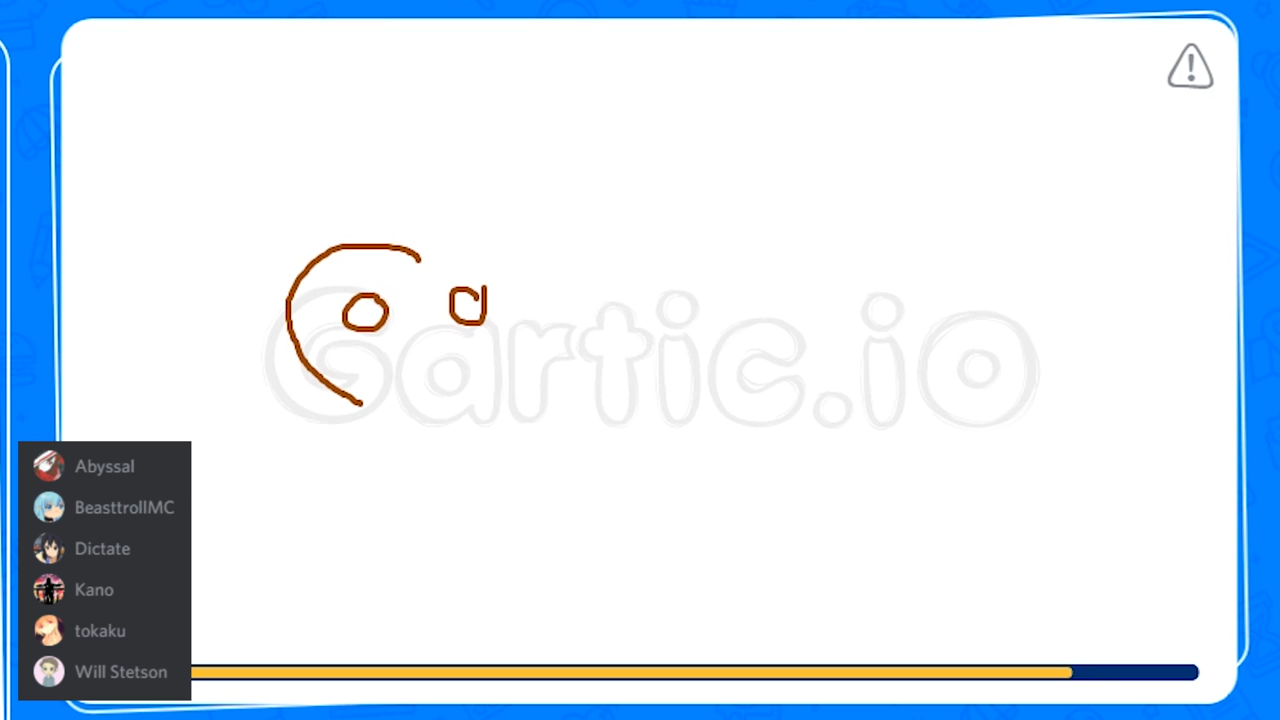 Gartic.io
Abyssal
BeasttrollMC
Dictate
Kano
tokaku
Will Stetson